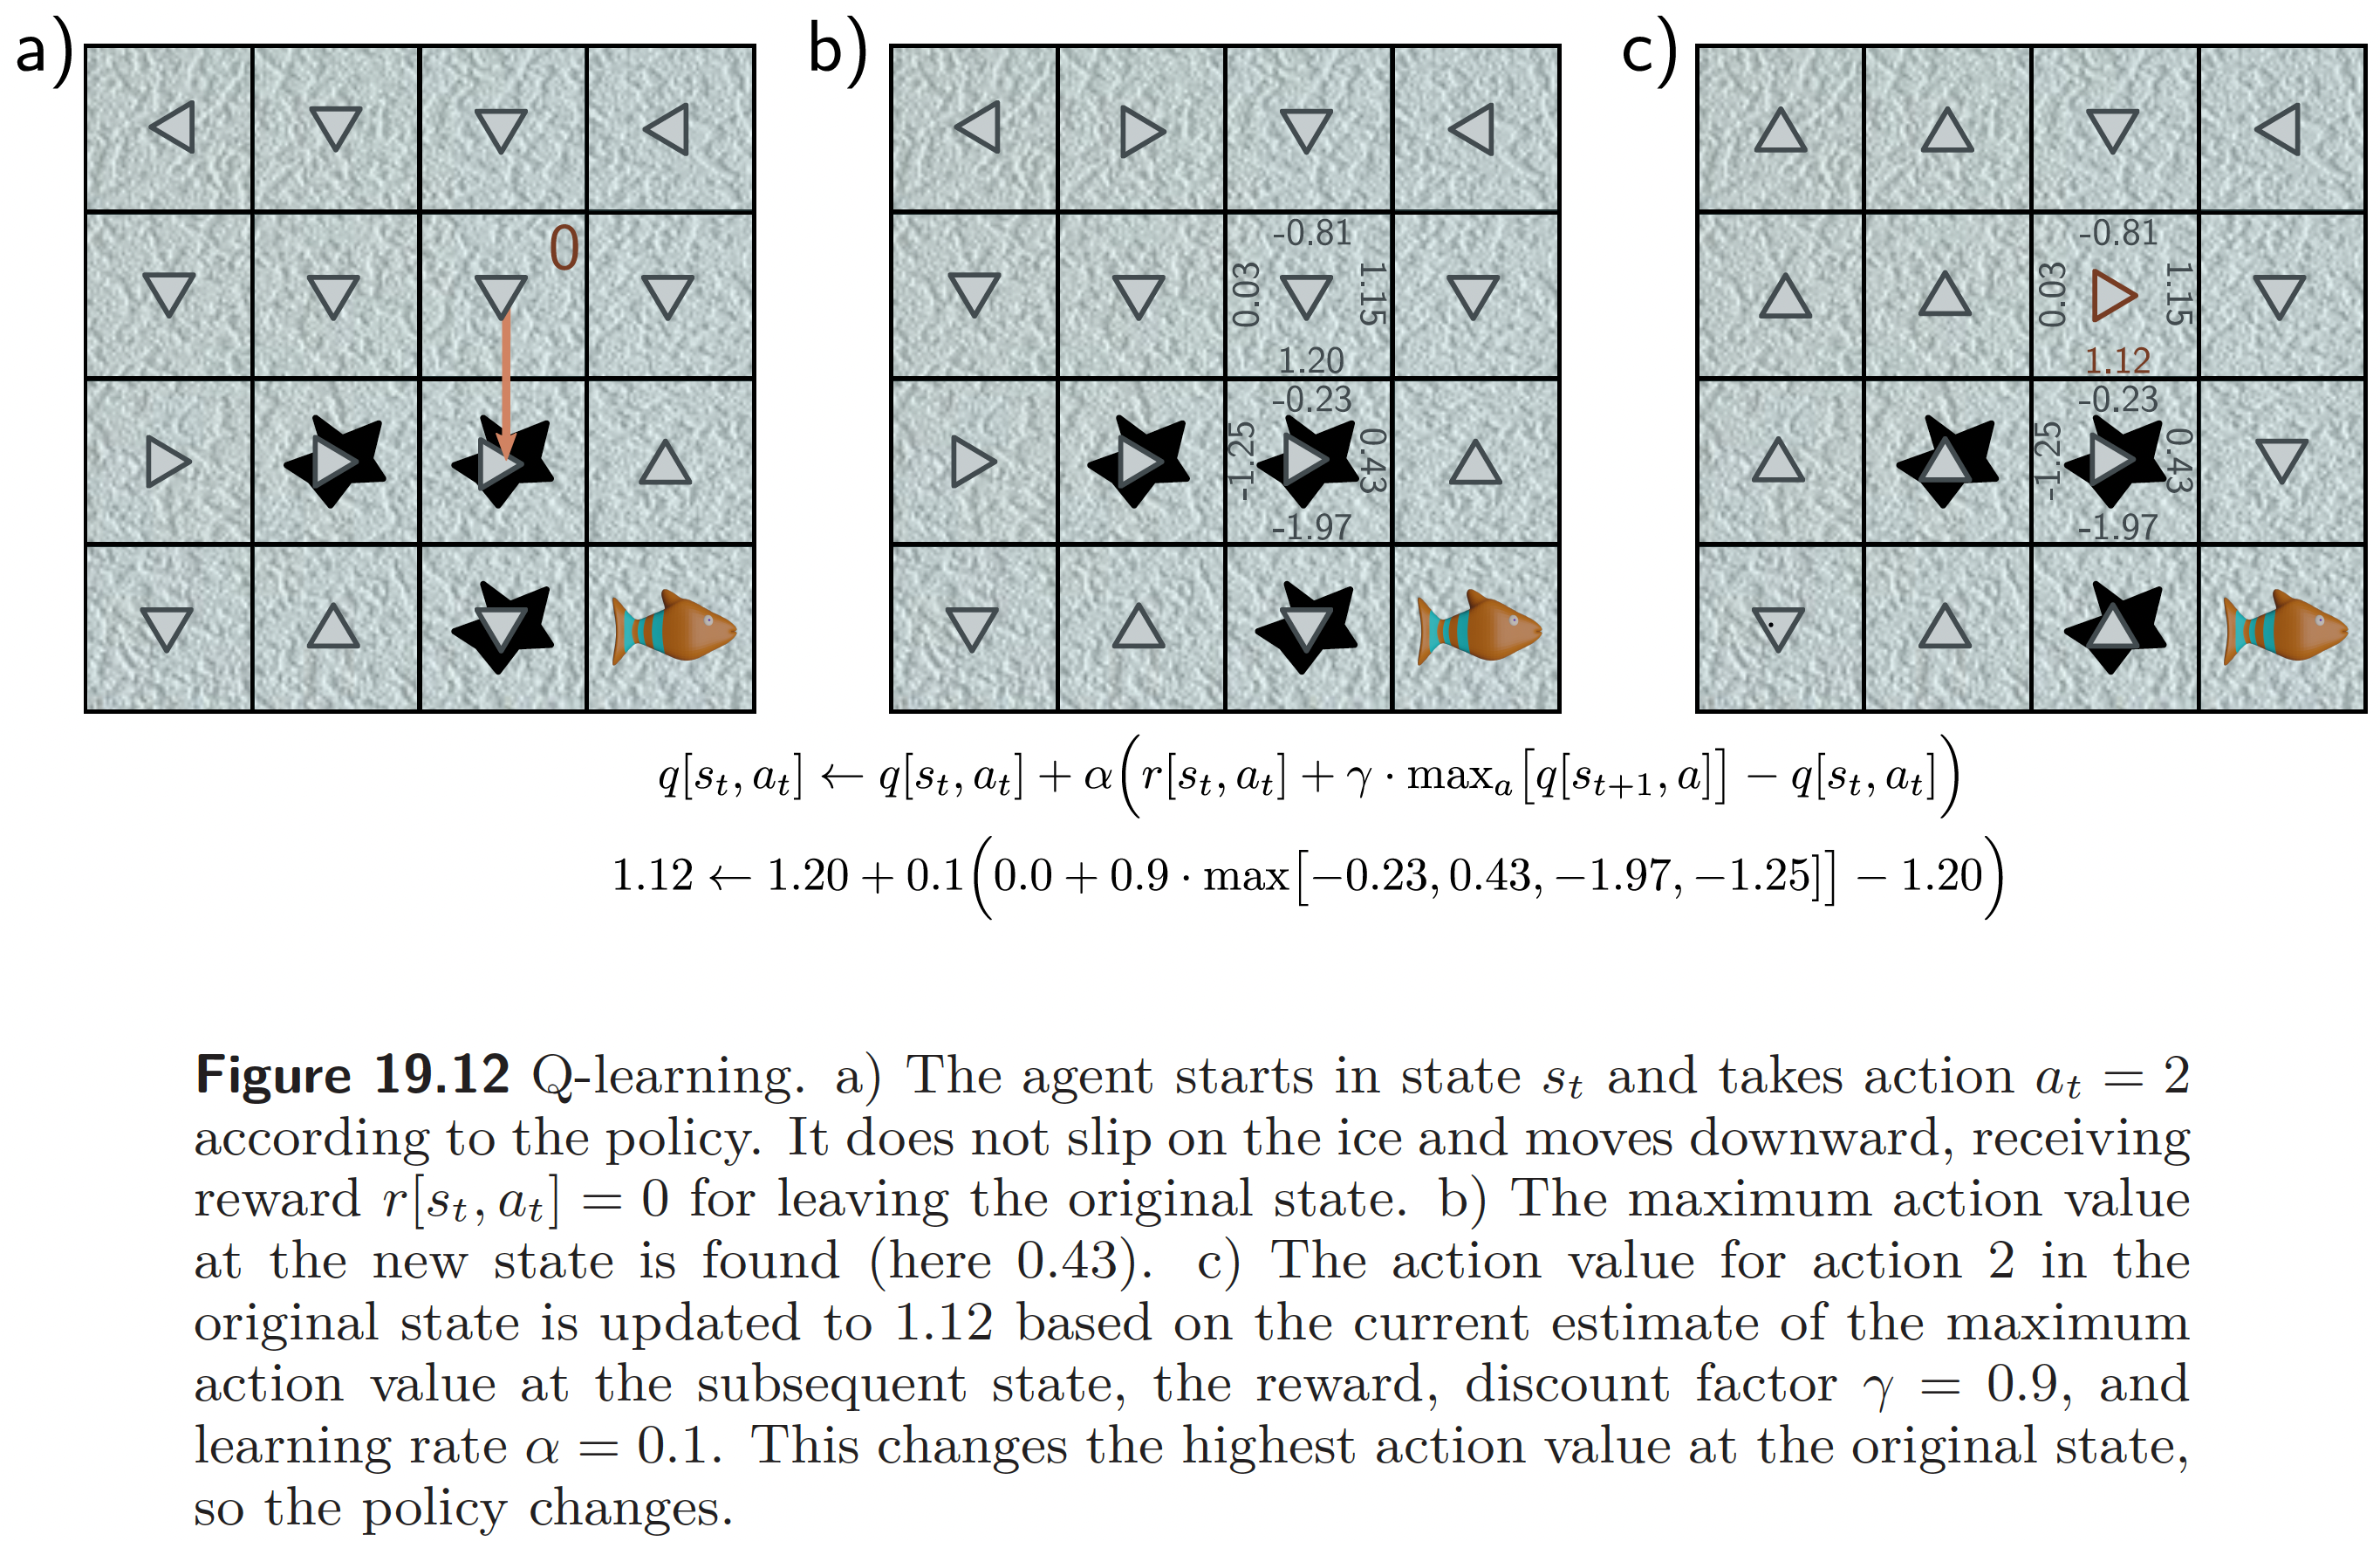 a)
b)
c)
0
-0.81
0.03
1.15
1.20
-0.23
-1.25
0.43
-1.97
-0.81
0.03
1.15
1.12
-0.23
-1.25
0.43
-1.97
q[s_t, a_t] ← q[s_t, a_t] + α(r[s_t, a_t] + γ · max_a[q[s_{t+1}, a]] − q[s_t, a_t])
1.12 ← 1.20 + 0.1(0.0 + 0.9 · max[−0.23, 0.43, −1.97, −1.25]] − 1.20)
Figure 19.12 Q-learning. a) The agent starts in state s_t and takes action a_t = 2
according to the policy. It does not slip on the ice and moves downward, receiving
reward r[s_t, a_t] = 0 for leaving the original state. b) The maximum action value
at the new state is found (here 0.43). c) The action value for action 2 in the
original state is updated to 1.12 based on the current estimate of the maximum
action value at the subsequent state, the reward, discount factor γ = 0.9, and
learning rate α = 0.1. This changes the highest action value at the original state,
so the policy changes.